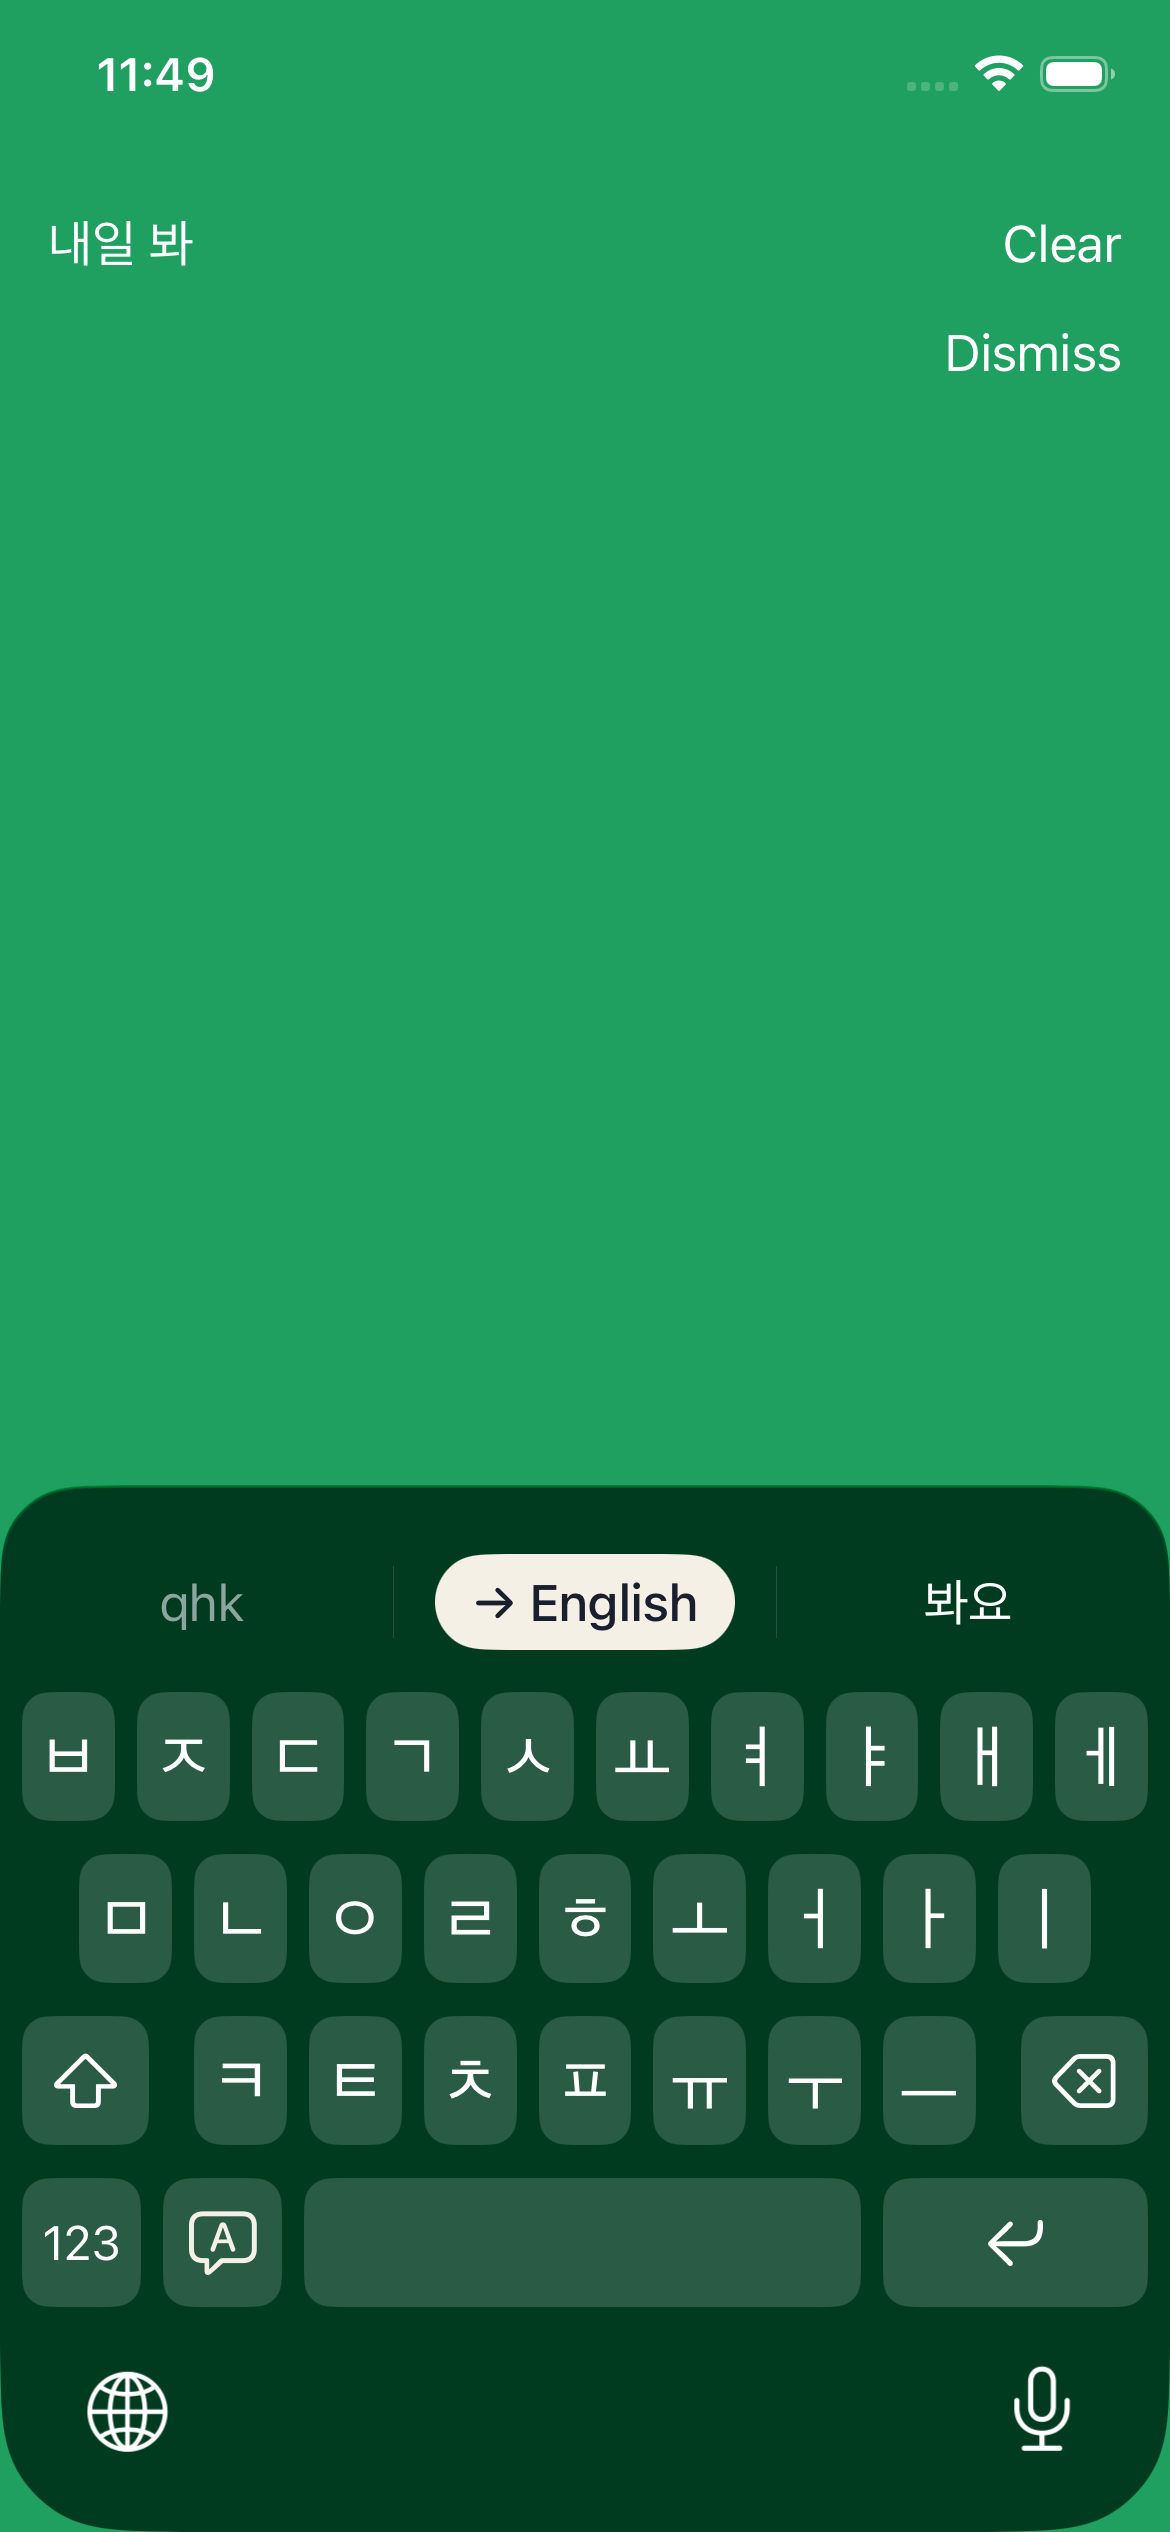 11:49
내일 봐
Clear
Dismiss
qhk
→ English
봐요
ㅂ ㅈ ㄷ ㄱ ㅅ ㅛ ㅕ ㅑ ㅐ ㅔ
ㅁ ㄴ ㅇ ㄹ ㅎ ㅗ ㅓ ㅏ ㅣ
ㅋ ㅌ ㅊ ㅍ ㅠ ㅜ ㅡ
123 A